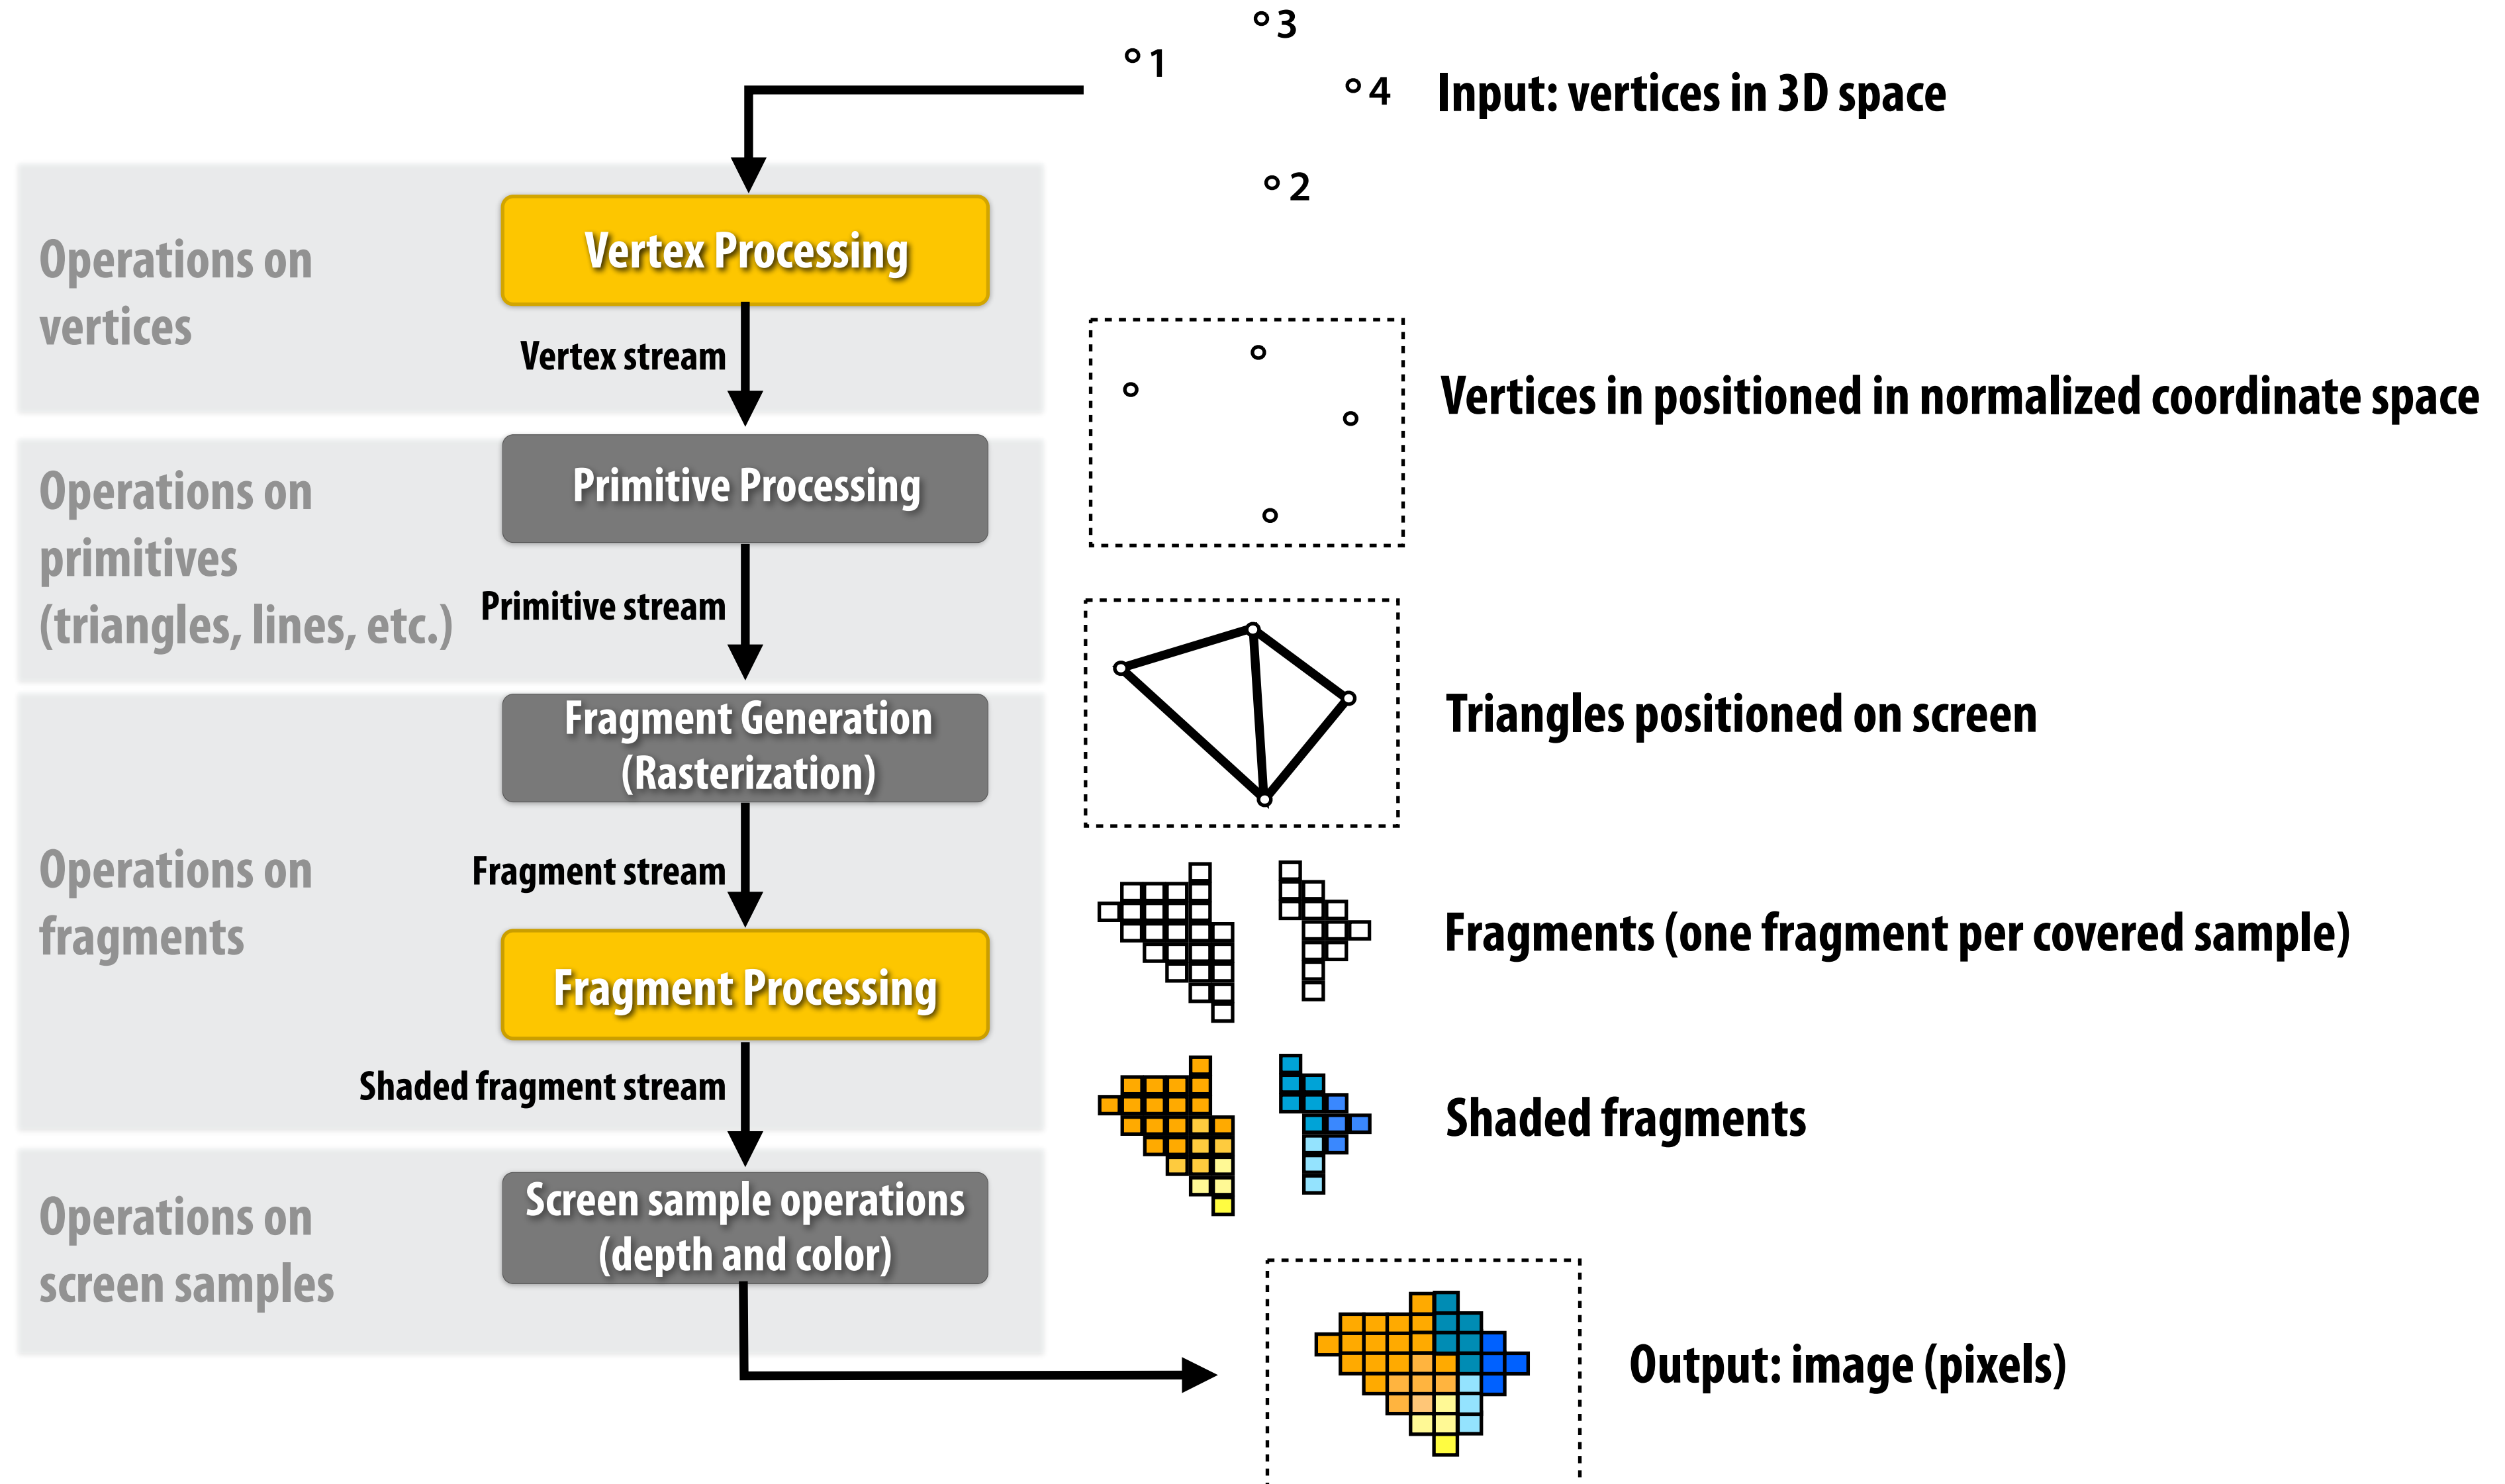 3
1
4
Input: vertices in 3D space
2
Operations on
vertices
Vertex Processing
Vertex stream
Vertices in positioned in normalized coordinate space
Operations on
primitives
(triangles, lines, etc.)
Primitive Processing
Primitive stream
Triangles positioned on screen
Operations on
fragments
Fragment Generation
(Rasterization)
Fragment stream
Fragments (one fragment per covered sample)
Fragment Processing
Shaded fragment stream
Shaded fragments
Operations on
screen samples
Screen sample operations
(depth and color)
Output: image (pixels)